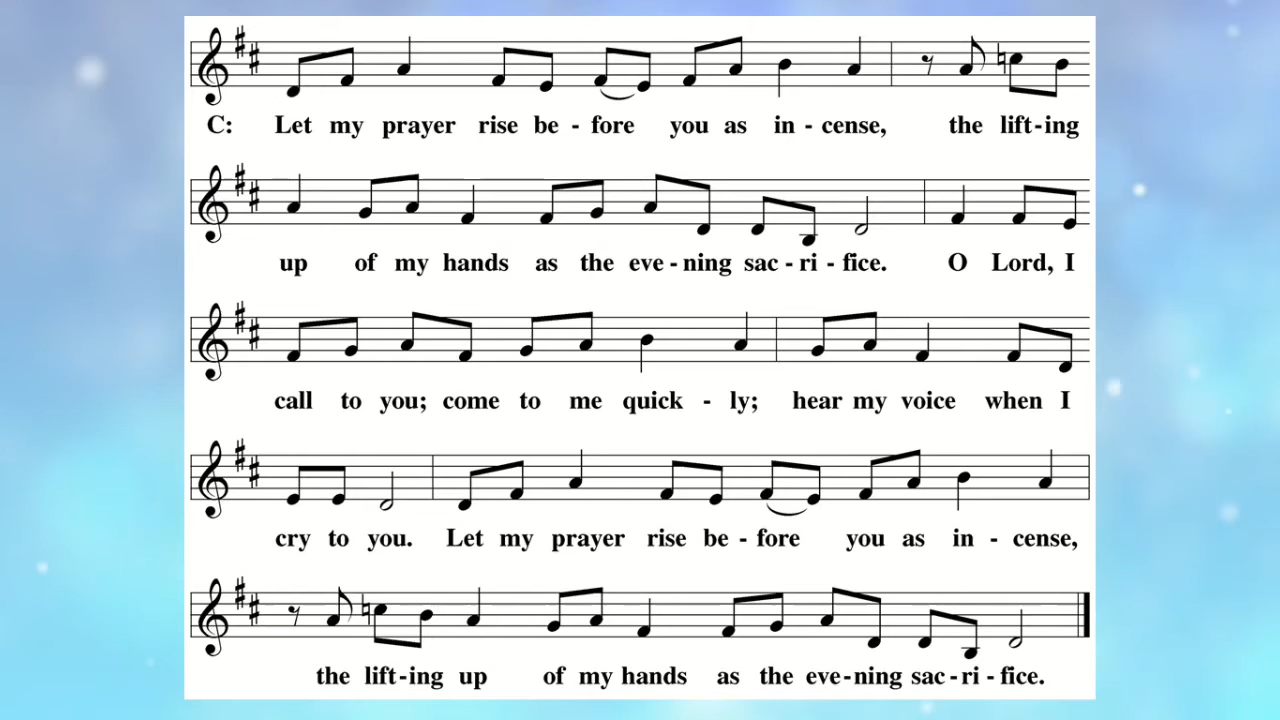 C: Let my prayer rise be - fore you as in - cense, the lift - ing
up of my hands as the eve - ning sac - ri - fice. O Lord, I
call to you; come to me quick - ly; hear my voice when I
cry to you. Let my prayer rise be - fore you as in - cense,
the lift - ing up of my hands as the eve - ning sac - ri - fice.